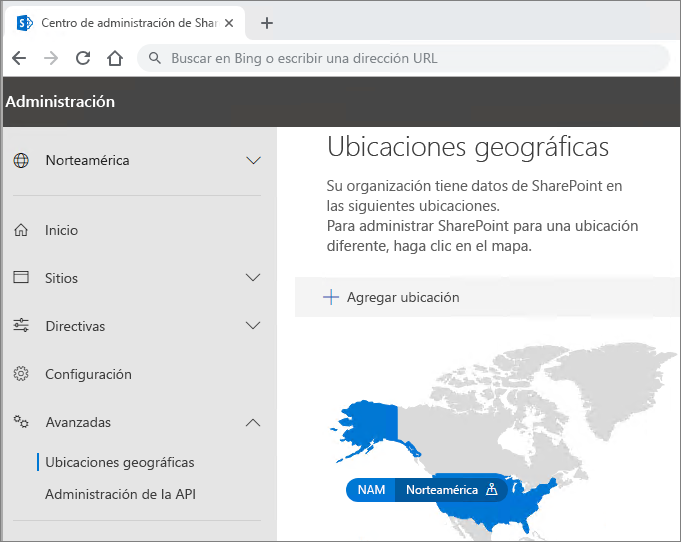 Centro de administración de Shar
Buscar en Bing o escribir una dirección URL
Administración
Norteamérica
Inicio
Sitios
Directivas
Configuración
Avanzadas
Ubicaciones geográficas
Administración de la API
Ubicaciones geográficas
Su organización tiene datos de SharePoint en
las siguientes ubicaciones.
Para administrar SharePoint para una ubicación
diferente, haga clic en el mapa.
Agregar ubicación
NAM Norteamérica